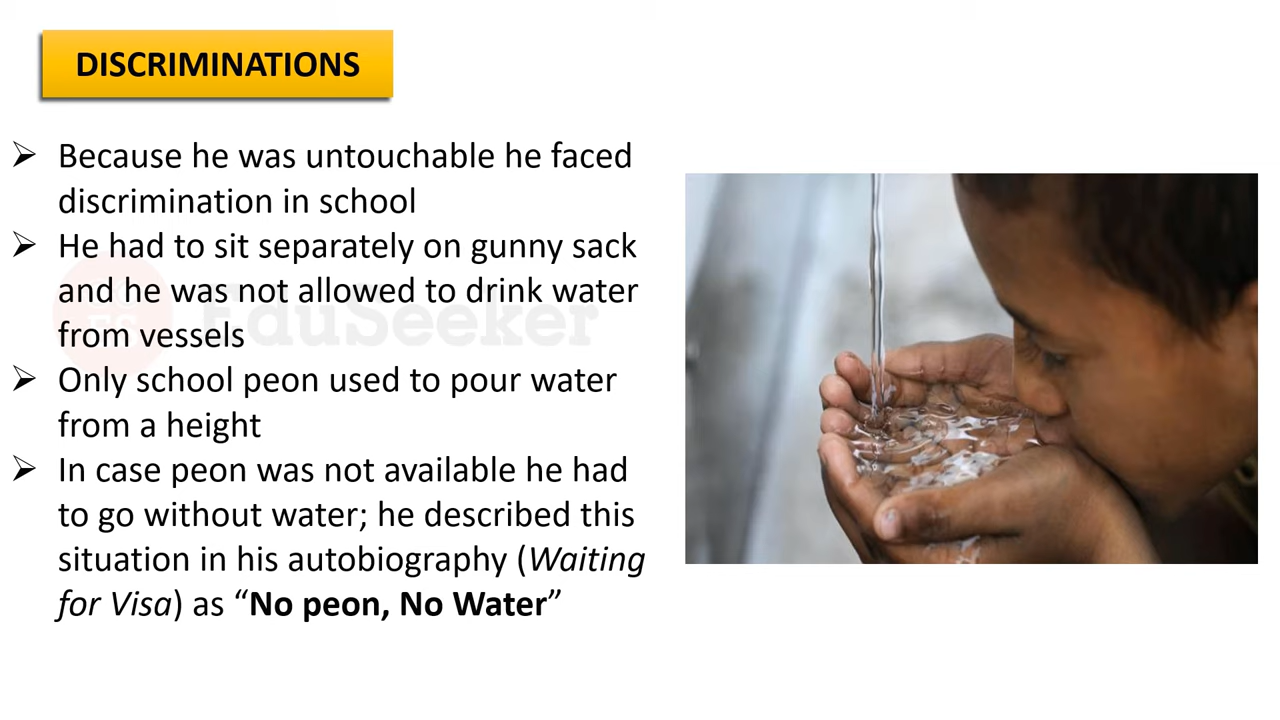 DISCRIMINATIONS
➢ Because he was untouchable he faced
discrimination in school
➢ He had to sit separately on gunny sack
and he was not allowed to drink water
from vessels
➢ Only school peon used to pour water
from a height
➢ In case peon was not available he had
to go without water; he described this
situation in his autobiography (Waiting
for Visa) as “No peon, No Water”
EduSeeker
ES